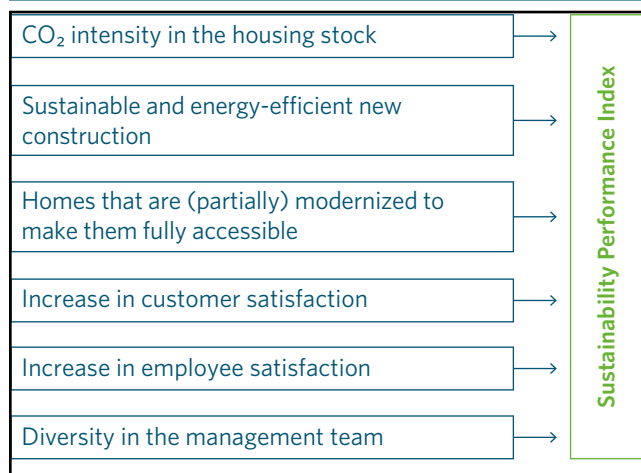 CO₂ intensity in the housing stock
Sustainable and energy-efficient new
construction
Homes that are (partially) modernized to
make them fully accessible
Increase in customer satisfaction
Increase in employee satisfaction
Diversity in the management team
Sustainability Performance Index